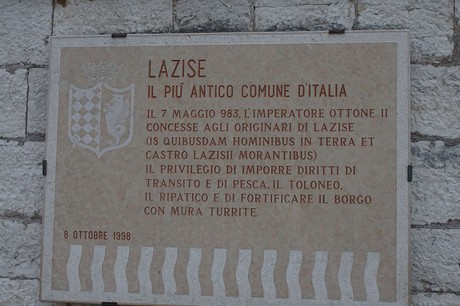 LAZISE
IL PIU' ANTICO COMUNE D'ITALIA
IL 7 MAGGIO 983, L'IMPERATORE OTTONE II
CONCESSE AGLI ORIGINARI DI LAZISE
(18 QUIBUSDAM HOMINIBUS IN TERRA ET
CASTRO LAZISII MORANTIBUS)
IL PRIVILEGIO DI IMPORRE DIRITTI DI
TRANSITO E DI PESCA, IL TOLONEO,
IL RIPATICO E DI FORTIFICARE IL BORGO
CON MURA TURRITE.
8 OTTOBRE 1998